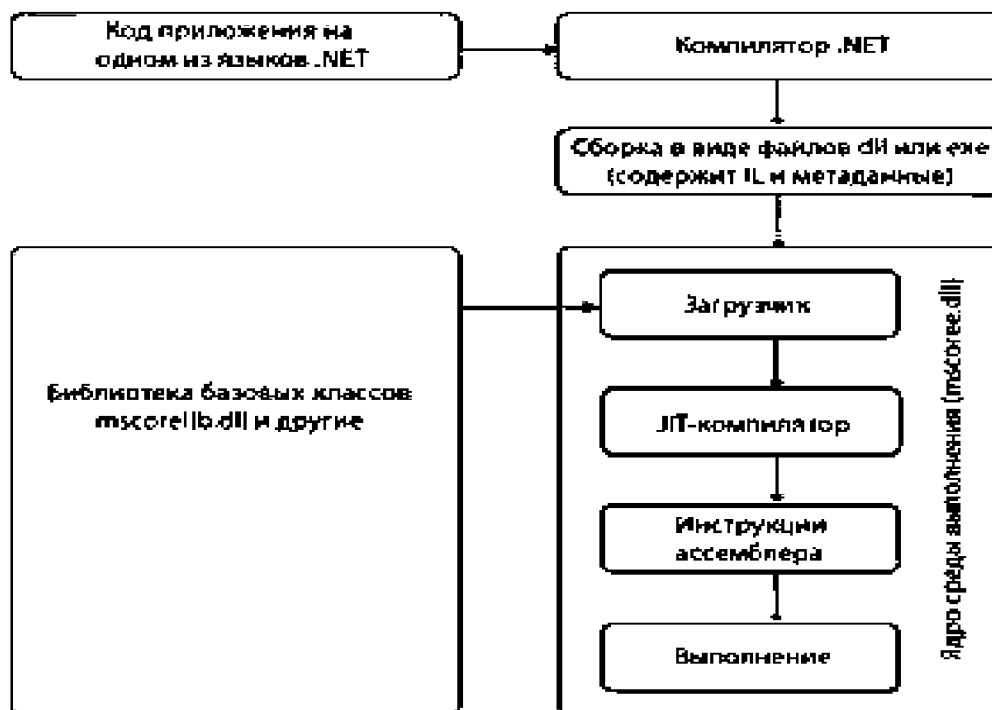 Код приложения на
одном из языков .NET
Компилятор .NET
Сборка в виде файлов dll или exe
(содержит IL и метаданные)
Загрузчик
Библиотека базовых классов
mscorelib.dll и другие
JIT-компилятор
Инструкции
ассемблера
Выполнение
Ядро среды выполнения (mscoree.dll)